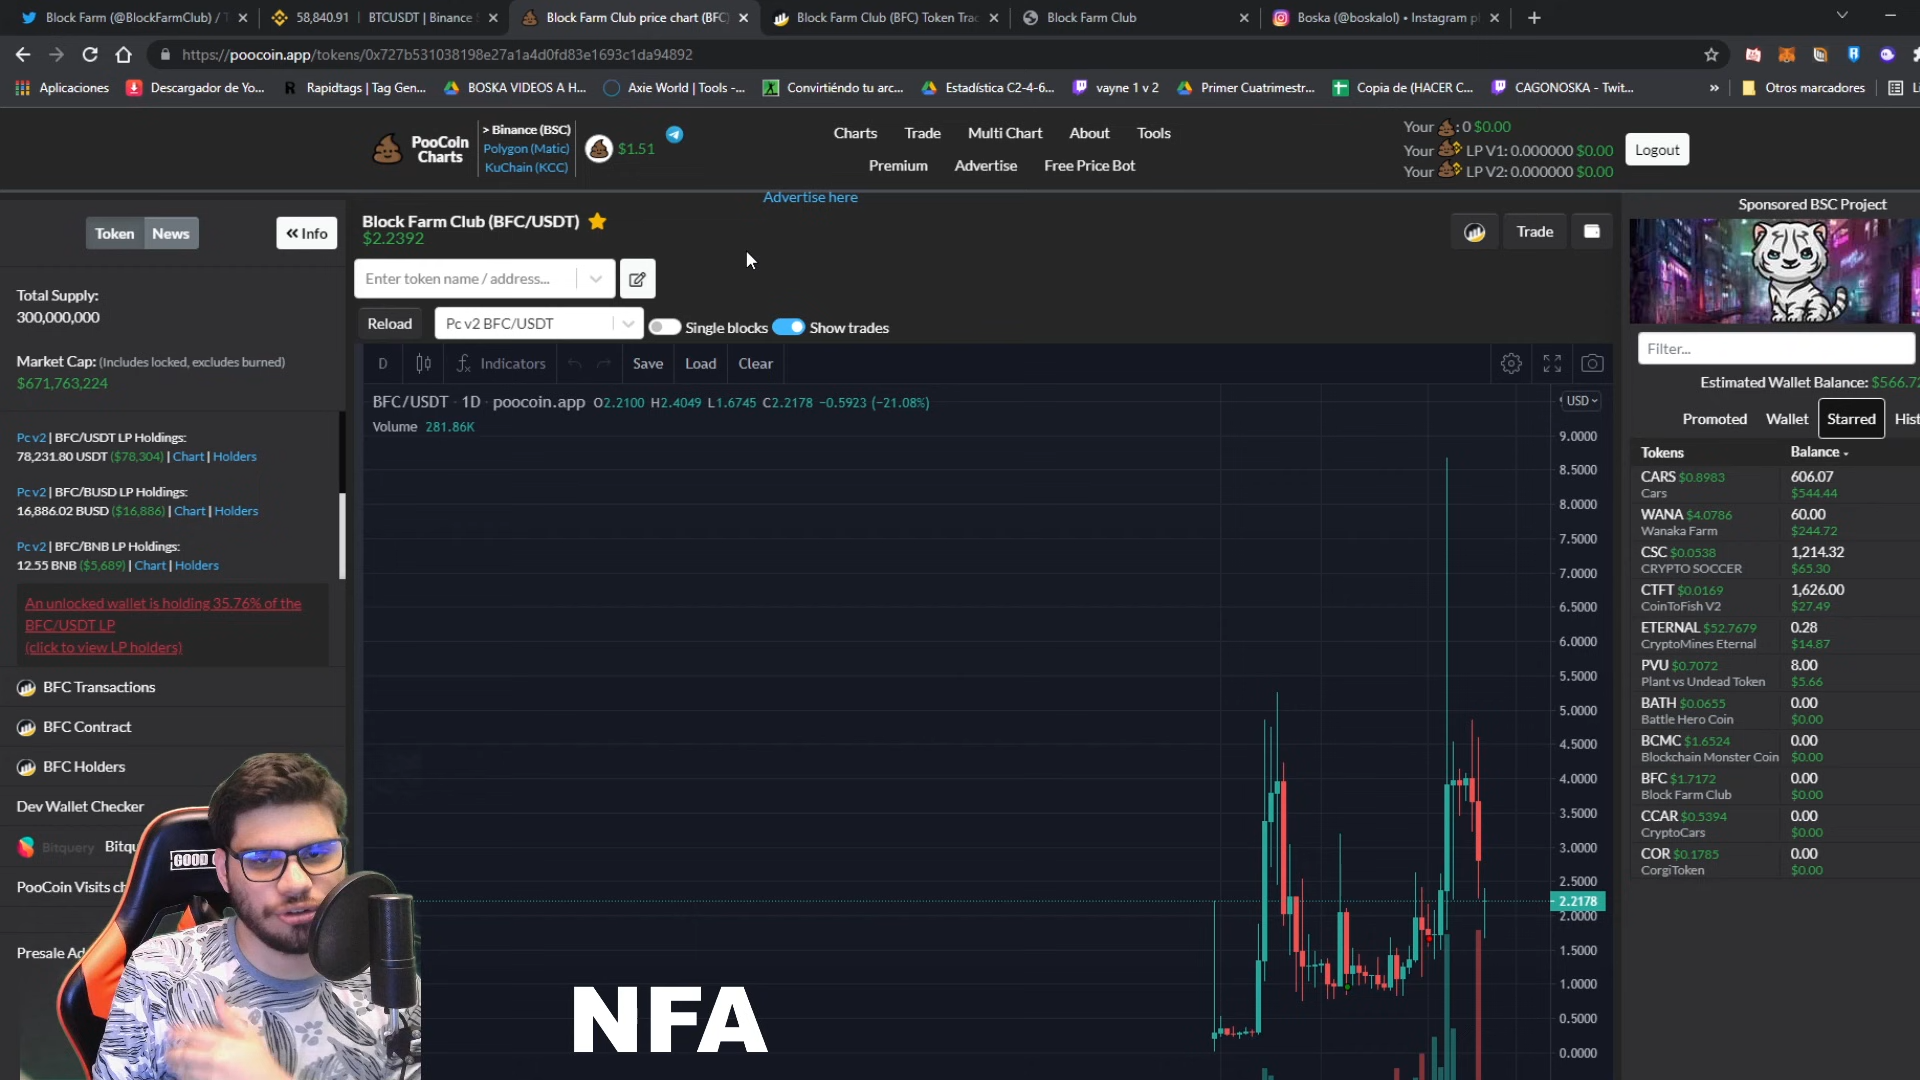 Block Farm (@BlockFarmClub) / T
58,840.91 | BTCUSDT | Binance S
Block Farm Club price chart (BFC/
Block Farm Club (BFC) Token Trac
Block Farm Club
Boska (@boskalol) • Instagram p
https://poocoin.app/tokens/0x727b531038198e27a1a4d0fd83e1693c1da94892
Aplicaciones
Descargador de Yo...
Rapidtags | Tag Gen...
BOSKA VIDEOS A H...
Axie World | Tools -...
Convirtiéndo tu arc...
Estadística C2-4-6...
vayne 1 v 2
Primer Cuatrimestr...
Copia de (HACER C...
CAGONOSKA - Twit...
»
Otros marcadores
PooCoin
Charts
> Binance (BSC)
Polygon (Matic)
KuChain (KCC)
$1.51
Charts Trade Multi Chart About Tools
Premium Advertise Free Price Bot
Your : 0 $0.00
Your LP V1: 0.000000 $0.00
Your LP V2: 0.000000 $0.00
Logout
Advertise here
Token News
« Info
Total Supply:
300,000,000
Market Cap: (Includes locked, excludes burned)
$671,763,224
Pc v2 | BFC/USDT LP Holdings:
78,231.80 USDT ($78,304) | Chart | Holders
Pc v2 | BFC/BUSD LP Holdings:
16,886.02 BUSD ($16,886) | Chart | Holders
Pc v2 | BFC/BNB LP Holdings:
12.55 BNB ($5,689) | Chart | Holders
An unlocked wallet is holding 35.76% of the
BFC/USDT LP
(click to view LP holders)
BFC Transactions
BFC Contract
BFC Holders
Dev Wallet Checker
Bitquery
PooCoin Visits
Presale
GOOD
Block Farm Club (BFC/USDT)
$2.2392
Enter token name / address...
Reload
Pc v2 BFC/USDT
Single blocks
Show trades
Trade
D
Indicators
Save
Load
Clear
BFC/USDT · 1D · poocoin.app O2.2100 H2.4049 L1.6745 C2.2178 −0.5923 (−21.08%)
Volume 281.86K
USD
9.0000
8.5000
8.0000
7.5000
7.0000
6.5000
6.0000
5.5000
5.0000
4.5000
4.0000
3.5000
3.0000
2.5000
2.2178
2.0000
1.5000
1.0000
0.5000
0.0000
NFA
Sponsored BSC Project
Filter...
Estimated Wallet Balance: $566.72
Promoted Wallet Starred Hist
Tokens Balance
CARS $0.8983 606.07
Cars $544.44
WANA $4.0786 60.00
Wanaka Farm $244.72
CSC $0.0538 1,214.32
CRYPTO SOCCER $65.30
CTFT $0.0169 1,626.00
CoinToFish V2 $27.49
ETERNAL $52.7679 0.28
CryptoMines Eternal $14.87
PVU $0.7072 8.00
Plant vs Undead Token $5.66
BATH $0.0655 0.00
Battle Hero Coin $0.00
BCMC $1.6524 0.00
Blockchain Monster Coin $0.00
BFC $1.7172 0.00
Block Farm Club $0.00
CCAR $0.5394 0.00
CryptoCars $0.00
COR $0.1785 0.00
CorgiToken $0.00